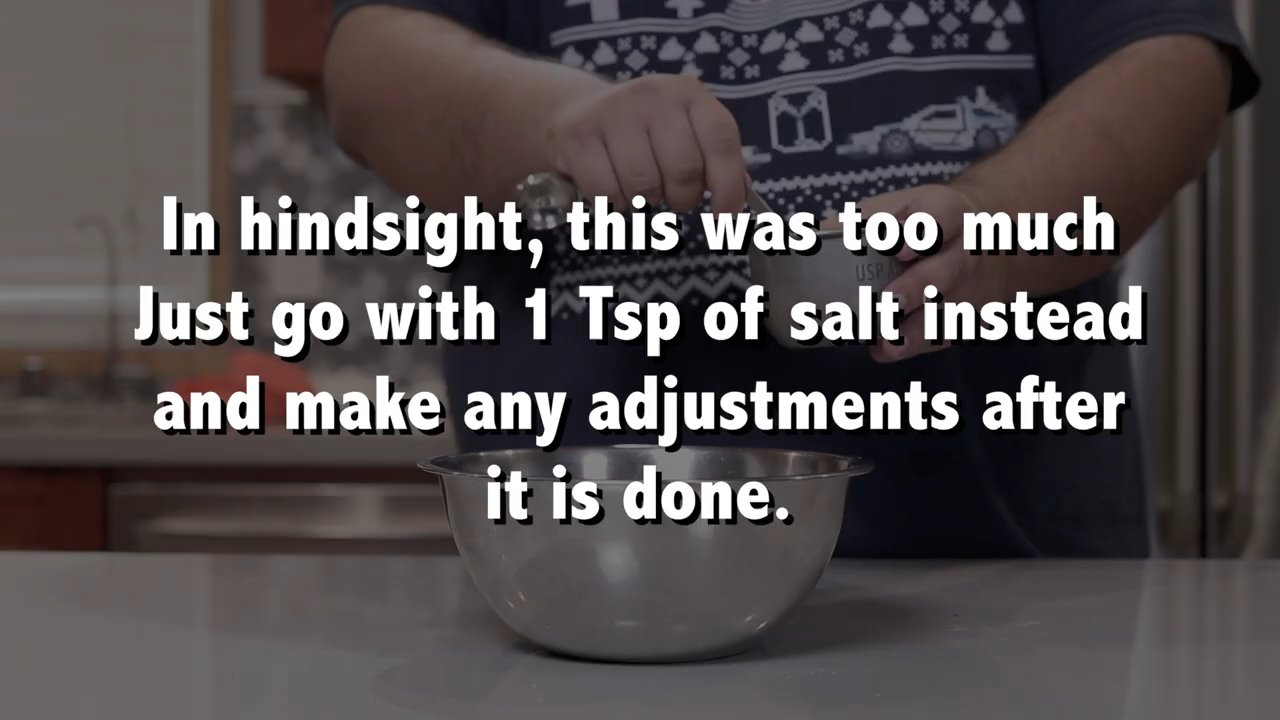 In hindsight, this was too much
Just go with 1 Tsp of salt instead
and make any adjustments after
it is done.
USP